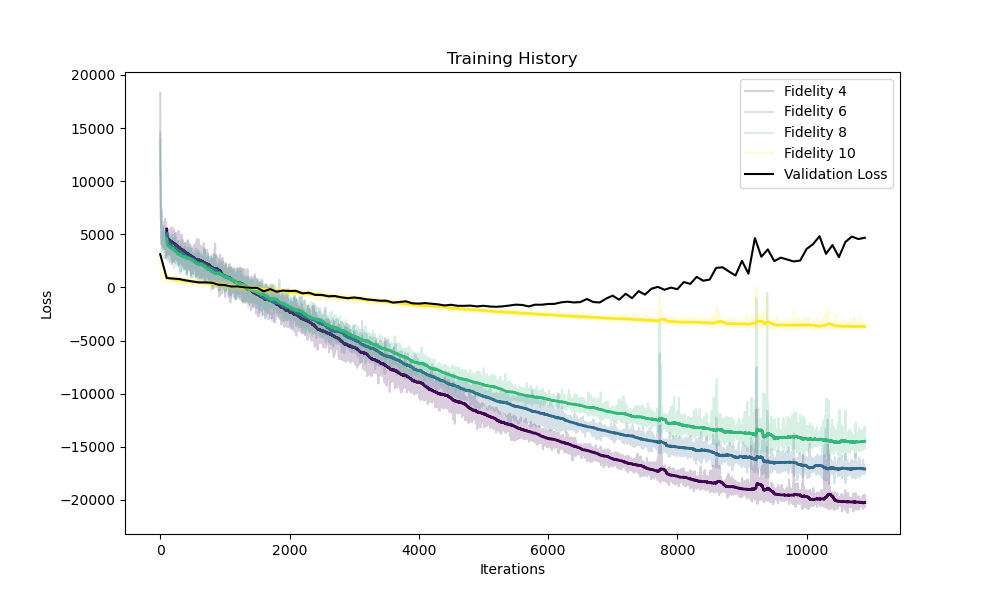 Training History
20000
15000
10000
5000
0
−5000
−10000
−15000
−20000
Loss
Fidelity 4
Fidelity 6
Fidelity 8
Fidelity 10
Validation Loss
0 2000 4000 6000 8000 10000
Iterations